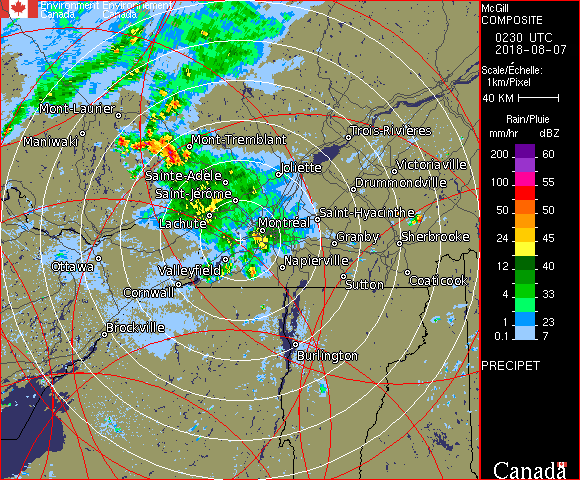 Environment Environnement
Canada Canada
McGill
COMPOSITE
0230 UTC
2018-08-07
Scale/Échelle:
1km/Pixel
40 KM
Rain/Pluie
mm/hr dBZ
200 60
100 55
50 50
24 45
12 40
4 33
1 23
0.1 7
PRECIPET
Canada
Mont-Laurier
Maniwaki
Mont-Tremblant
Trois-Rivières
Joliette
Victoriaville
Sainte-Adèle
Drummondville
Saint-Jérôme
Saint-Hyacinthe
Lachute
Montréal
Granby
Sherbrooke
Ottawa
Valleyfield
Napierville
Coaticook
Sutton
Cornwall
Brockville
Burlington